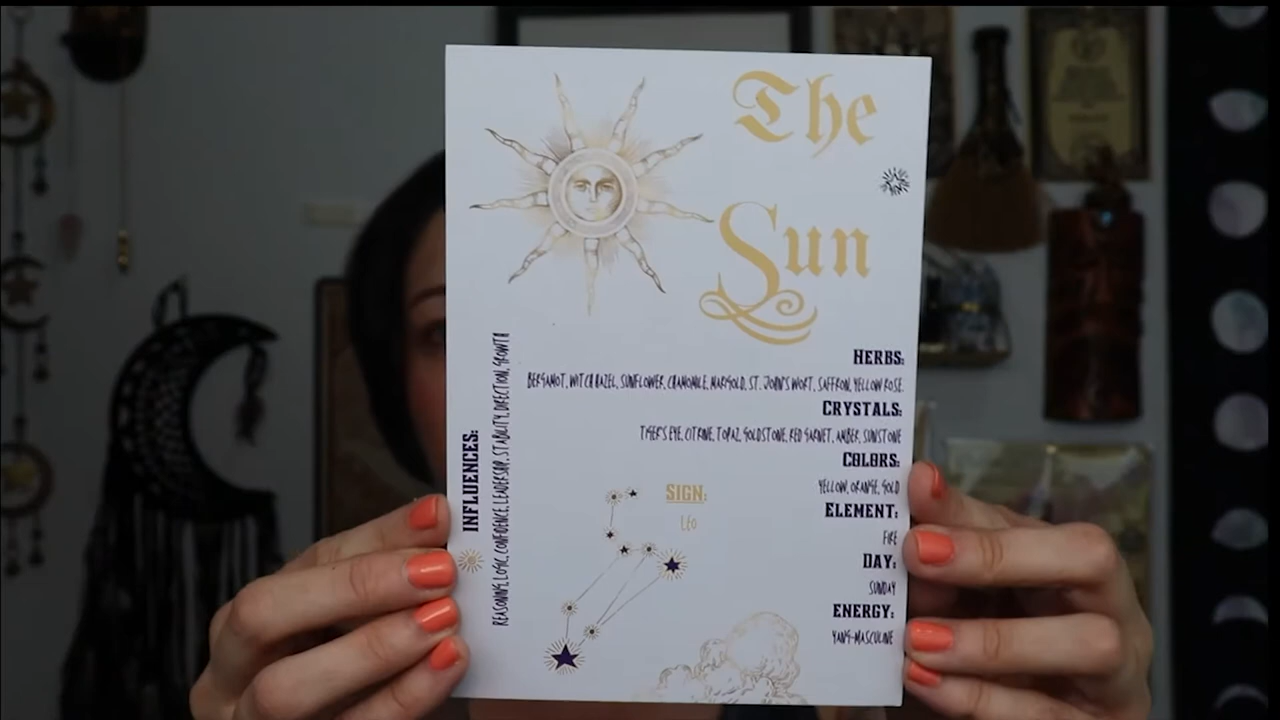 The
Sun
HERBS:
BERGAMOT, WITCH HAZEL, SUNFLOWER, CHAMOMILE, MARIGOLD, ST. JOHN'S WORT, SAFFRON, YELLOW ROSE
CRYSTALS:
TIGER'S EYE, CITRINE, TOPAZ, GOLDSTONE, RED GARNET, AMBER, SUNSTONE
COLORS:
YELLOW, ORANGE, GOLD
ELEMENT:
FIRE
DAY:
SUNDAY
ENERGY:
YANG-MASCULINE
SIGN:
LEO
INFLUENCES:
REASONING, LOGIC, CONFIDENCE, LEADERSHIP, STABILITY, DIRECTION, GROWTH